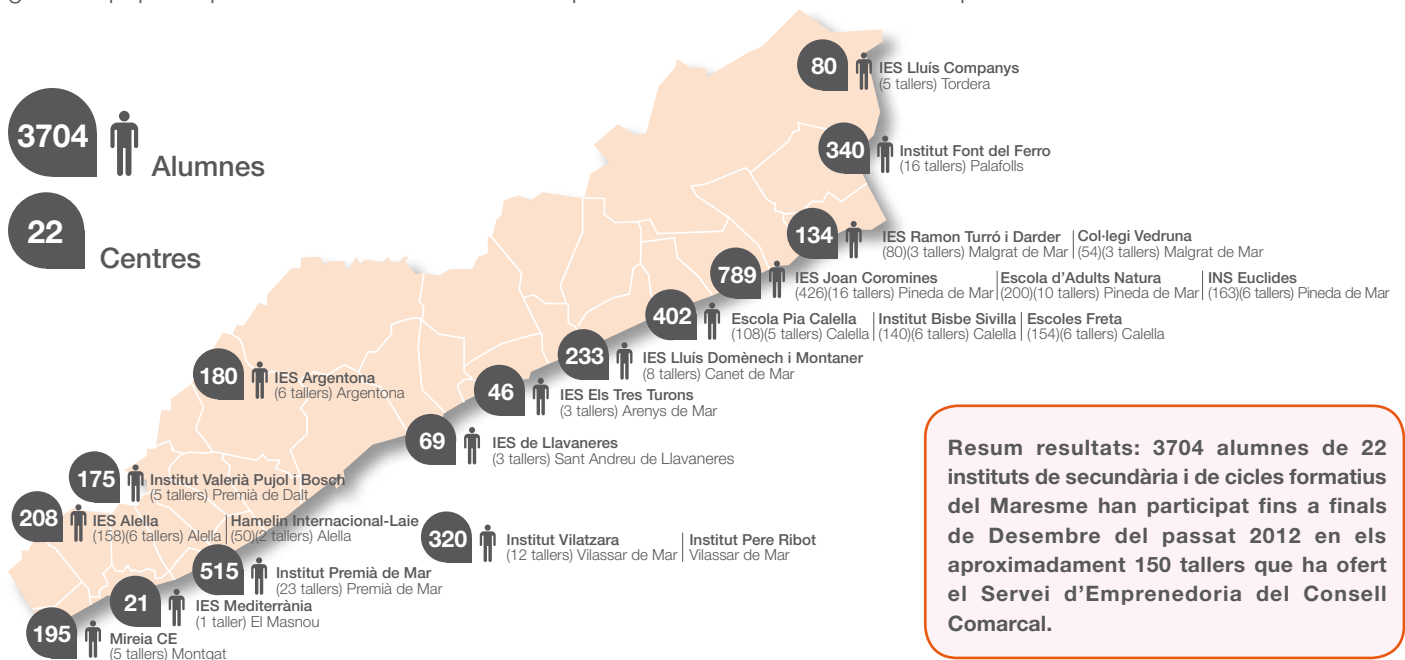 3704
Alumnes
22
Centres
80
IES Lluís Companys
(5 tallers) Tordera
340
Institut Font del Ferro
(16 tallers) Palafolls
134
IES Ramon Turró i Darder
(80)(3 tallers) Malgrat de Mar
Col·legi Vedruna
(54)(3 tallers) Malgrat de Mar
789
IES Joan Coromines
(426)(16 tallers) Pineda de Mar
Escola d'Adults Natura
(200)(10 tallers) Pineda de Mar
INS Euclides
(163)(6 tallers) Pineda de Mar
402
Escola Pia Calella
(108)(5 tallers) Calella
Institut Bisbe Sivilla
(140)(6 tallers) Calella
Escoles Freta
(154)(6 tallers) Calella
233
IES Lluís Domènech i Montaner
(8 tallers) Canet de Mar
180
IES Argentona
(6 tallers) Argentona
46
IES Els Tres Turons
(3 tallers) Arenys de Mar
69
IES de Llavaneres
(3 tallers) Sant Andreu de Llavaneres
175
Institut Valerià Pujol i Bosch
(5 tallers) Premià de Dalt
208
IES Alella
(158)(6 tallers) Alella
Hamelin Internacional-Laie
(50)(2 tallers) Alella
320
Institut Vilatzara
(12 tallers) Vilassar de Mar
Institut Pere Ribot
Vilassar de Mar
515
Institut Premià de Mar
(23 tallers) Premià de Mar
21
IES Mediterrània
(1 taller) El Masnou
195
Mireia CE
(5 tallers) Montgat
Resum resultats: 3704 alumnes de 22
instituts de secundària i de cicles formatius
del Maresme han participat fins a finals
de Desembre del passat 2012 en els
aproximadament 150 tallers que ha ofert
el Servei d'Emprenedoria del Consell
Comarcal.